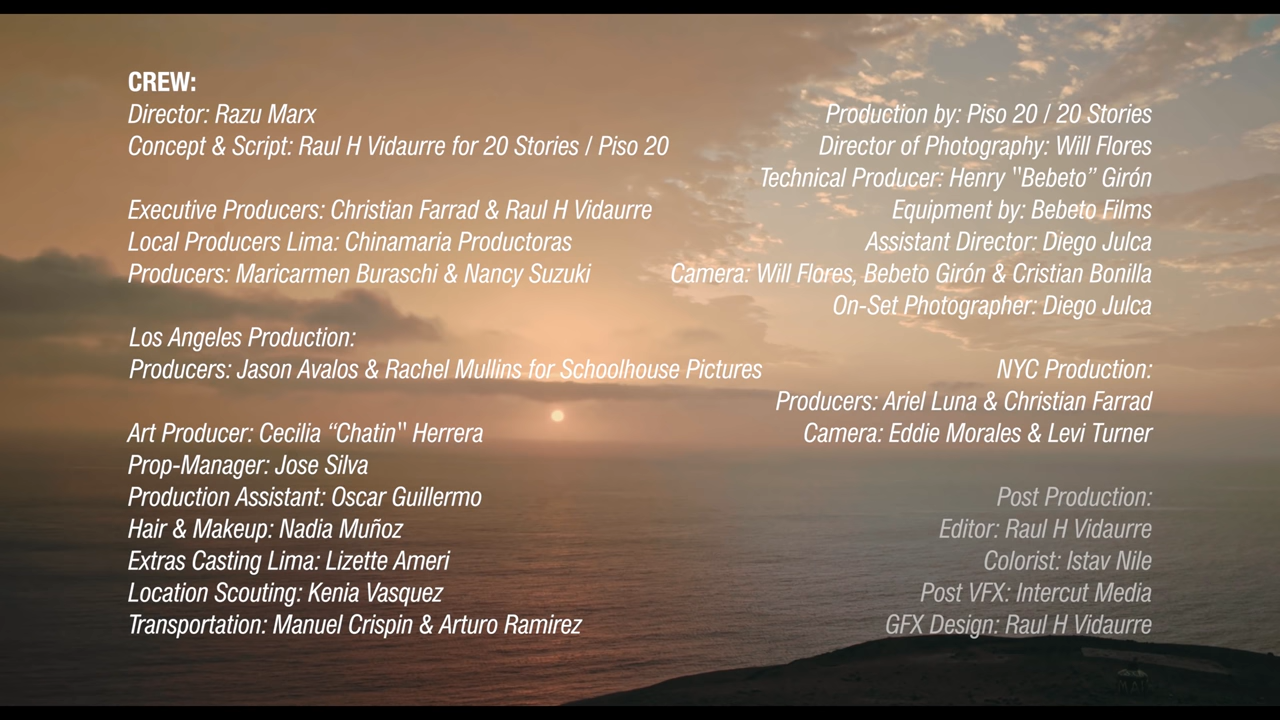 CREW:
Director: Razu Marx
Concept & Script: Raul H Vidaurre for 20 Stories / Piso 20
Executive Producers: Christian Farrad & Raul H Vidaurre
Local Producers Lima: Chinamaria Productoras
Producers: Maricarmen Buraschi & Nancy Suzuki
Los Angeles Production:
Producers: Jason Avalos & Rachel Mullins for Schoolhouse Pictures
Art Producer: Cecilia “Chatin" Herrera
Prop-Manager: Jose Silva
Production Assistant: Oscar Guillermo
Hair & Makeup: Nadia Muñoz
Extras Casting Lima: Lizette Ameri
Location Scouting: Kenia Vasquez
Transportation: Manuel Crispin & Arturo Ramirez
Production by: Piso 20 / 20 Stories
Director of Photography: Will Flores
Technical Producer: Henry "Bebeto” Girón
Equipment by: Bebeto Films
Assistant Director: Diego Julca
Camera: Will Flores, Bebeto Girón & Cristian Bonilla
On-Set Photographer: Diego Julca
NYC Production:
Producers: Ariel Luna & Christian Farrad
Camera: Eddie Morales & Levi Turner
Post Production:
Editor: Raul H Vidaurre
Colorist: Istav Nile
Post VFX: Intercut Media
GFX Design: Raul H Vidaurre